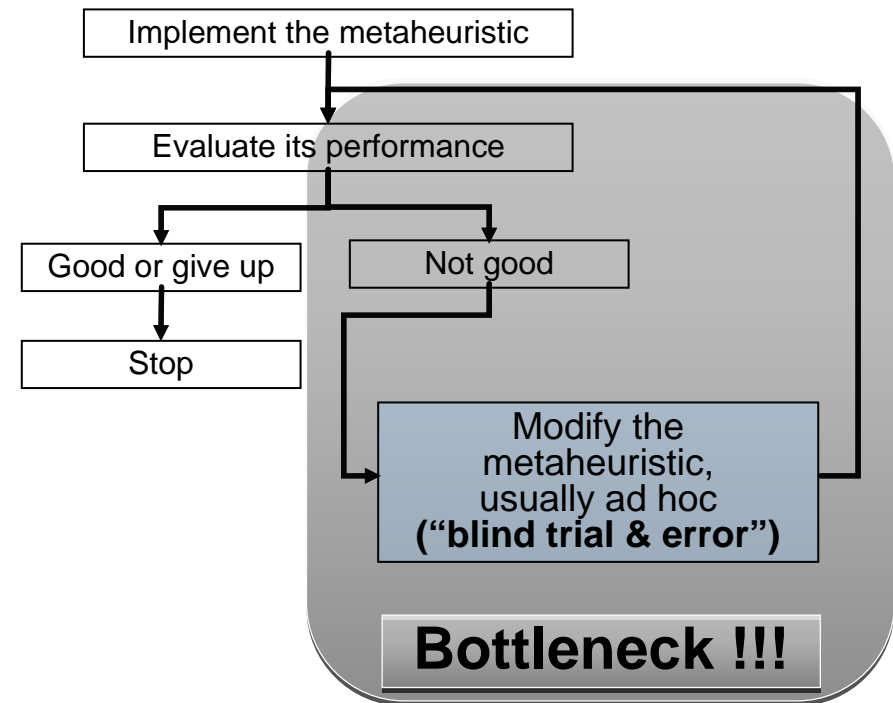 Implement the metaheuristic
Evaluate its performance
Good or give up
Not good
Stop
Modify the
metaheuristic,
usually ad hoc
(“blind trial & error”)
Bottleneck !!!